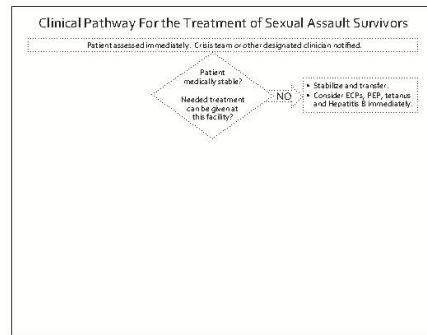 Clinical Pathway For the Treatment of Sexual Assault Survivors
Patient assessed immediately. Crisis team or other designated clinician notified.
Patient
medically stable?
Needed treatment
can be given at
this facility?
NO
• Stabilize and transfer.
• Consider ECPs, PEP, tetanus
and Hepatitis B immediately.